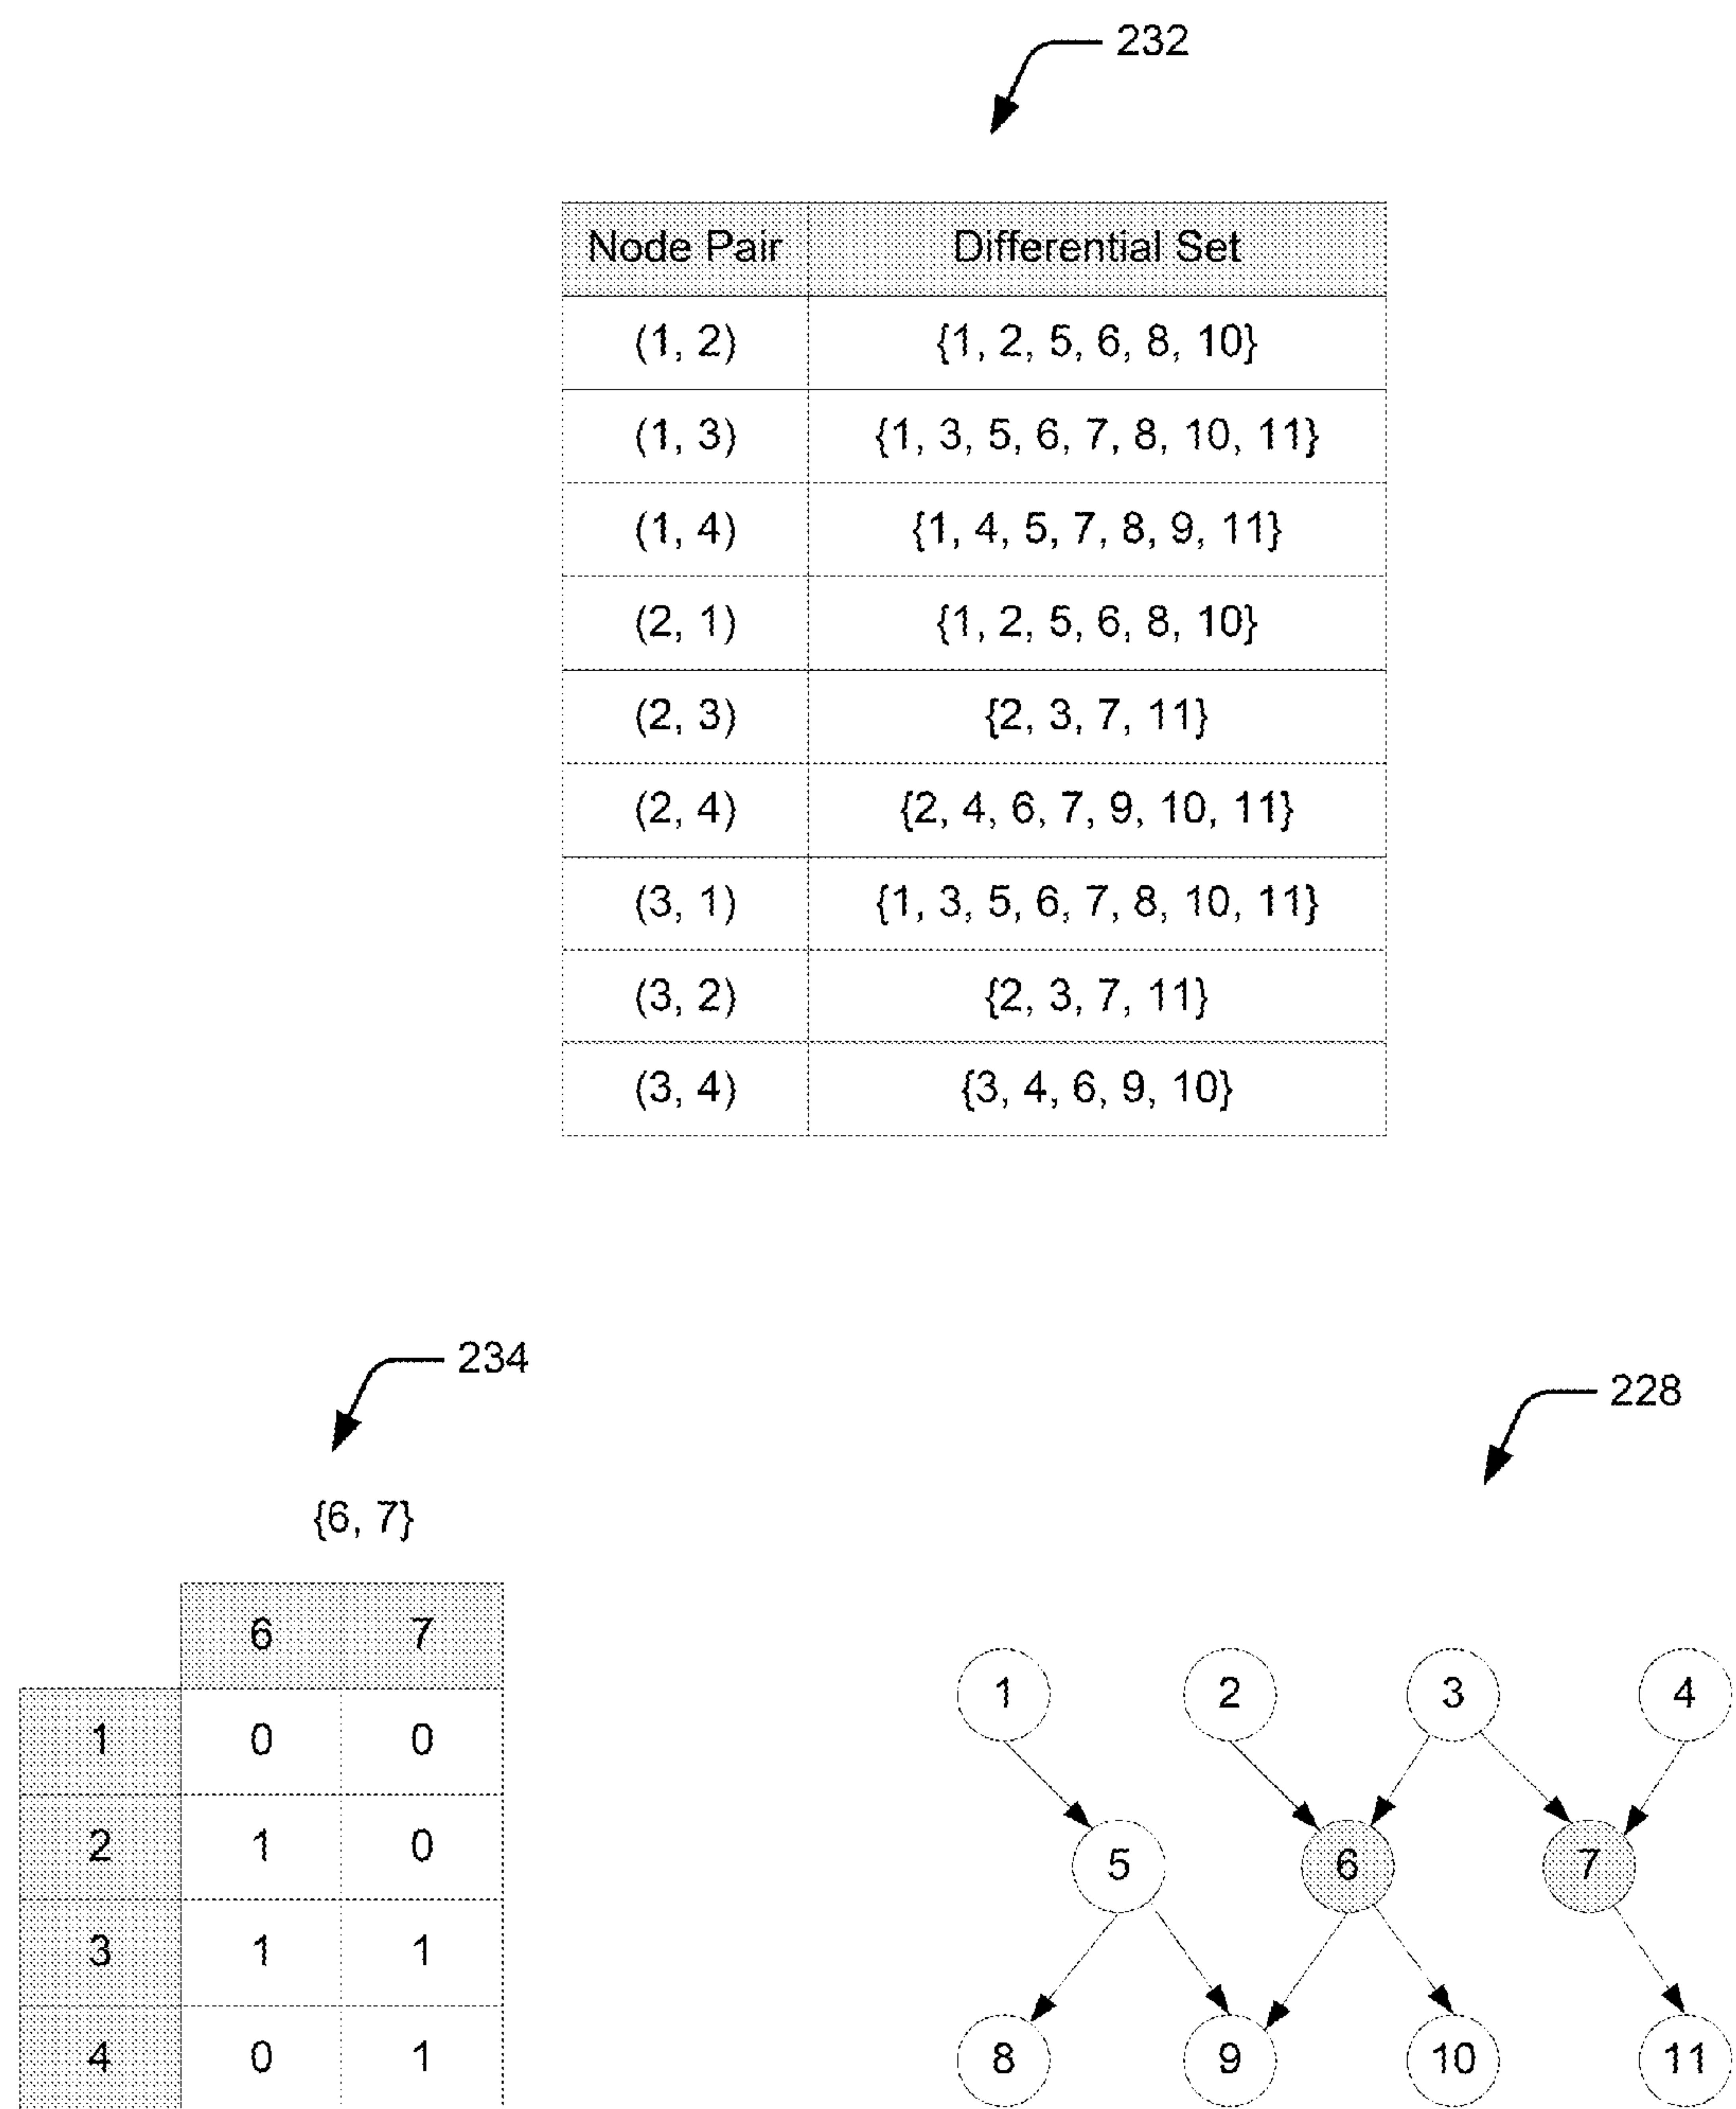 232
Node Pair Differential Set
(1, 2) {1, 2, 5, 6, 8, 10}
(1, 3) {1, 3, 5, 6, 7, 8, 10, 11}
(1, 4) {1, 4, 5, 7, 8, 9, 11}
(2, 1) {1, 2, 5, 6, 8, 10}
(2, 3) {2, 3, 7, 11}
(2, 4) {2, 4, 6, 7, 9, 10, 11}
(3, 1) {1, 3, 5, 6, 7, 8, 10, 11}
(3, 2) {2, 3, 7, 11}
(3, 4) {3, 4, 6, 9, 10}
234
{6, 7}
6 7
1 0 0
2 1 0
3 1 1
4 0 1
228
1 2 3 4
5 6 7
8 9 10 11